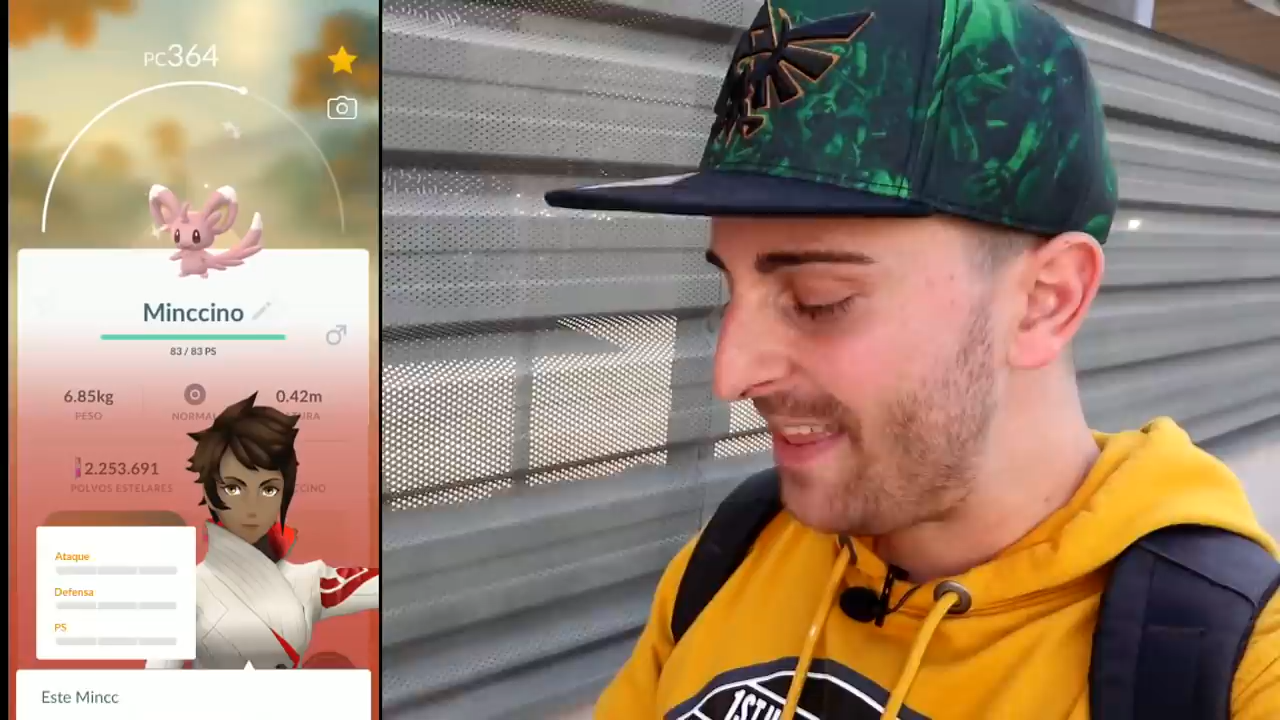 PC364
Minccino
83 / 83 PS
6.85kg
PESO
NORMAL
0.42m
2.253.691
POLVOS ESTELARES
Ataque
Defensa
PS
Este Mincc
1ST